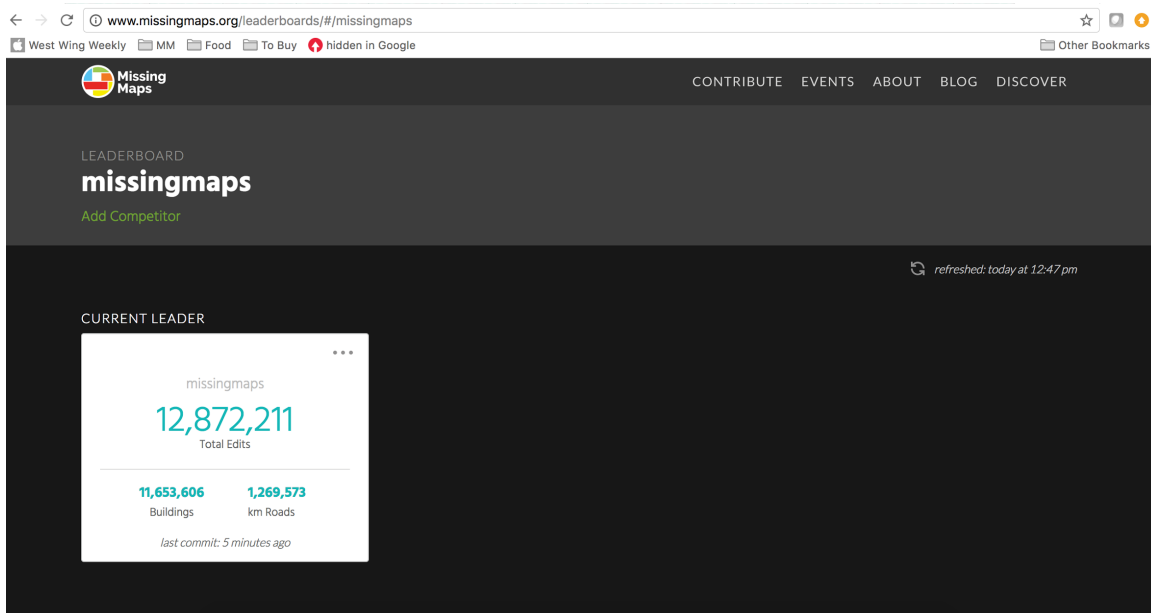 www.missingmaps.org/leaderboards/#/missingmaps
West Wing Weekly MM Food To Buy hidden in Google Other Bookmarks
Missing
Maps
CONTRIBUTE EVENTS ABOUT BLOG DISCOVER
LEADERBOARD
missingmaps
Add Competitor
refreshed: today at 12:47 pm
CURRENT LEADER
missingmaps
12,872,211
Total Edits
11,653,606 1,269,573
Buildings km Roads
last commit: 5 minutes ago